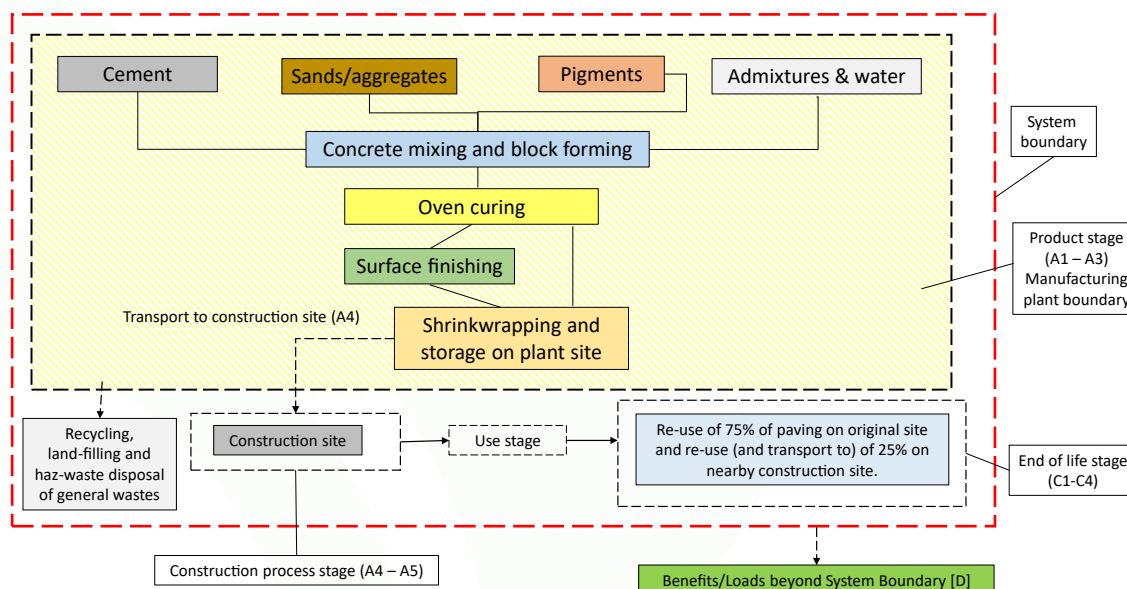 Cement
Sands/aggregates
Pigments
Admixtures & water
Concrete mixing and block forming
System
boundary
Oven curing
Surface finishing
Product stage
(A1 – A3)
Manufacturing
plant boundary
Transport to construction site (A4)
Shrinkwrapping and
storage on plant site
Recycling,
land-filling and
haz-waste disposal
of general wastes
Construction site
Use stage
Re-use of 75% of paving on original site
and re-use (and transport to) of 25% on
nearby construction site.
End of life stage
(C1-C4)
Construction process stage (A4 – A5)
Benefits/Loads beyond System Boundary [D]